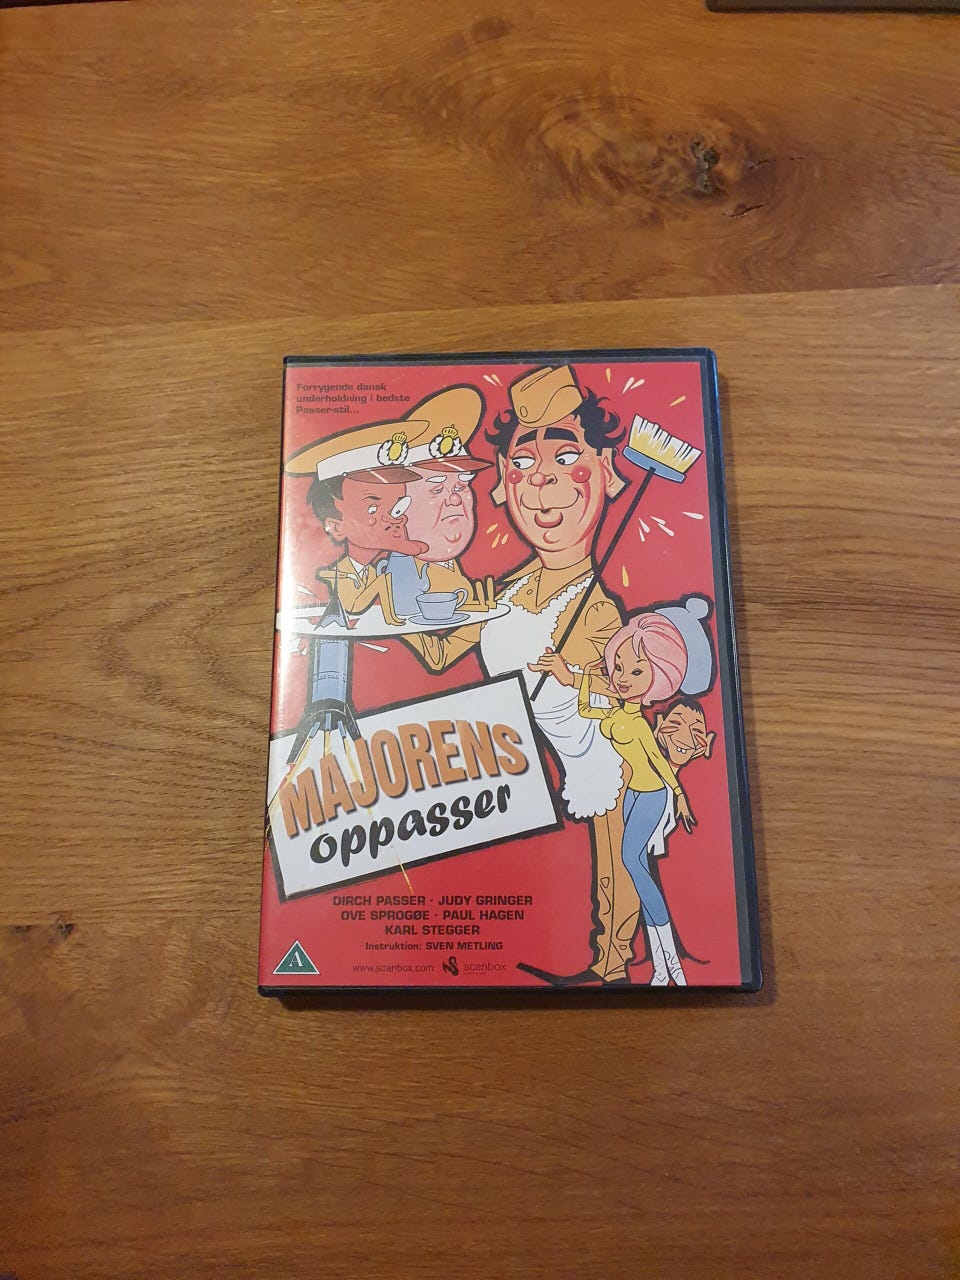 Forrygende dansk
underholdning i bedste
Passer-stil...
MAJORENS
oppasser
DIRCH PASSER · JUDY GRINGER
OVE SPROGØE · PAUL HAGEN
KARL STEGGER
Instruktion: SVEN METLING
A
www.scanbox.com
scanbox